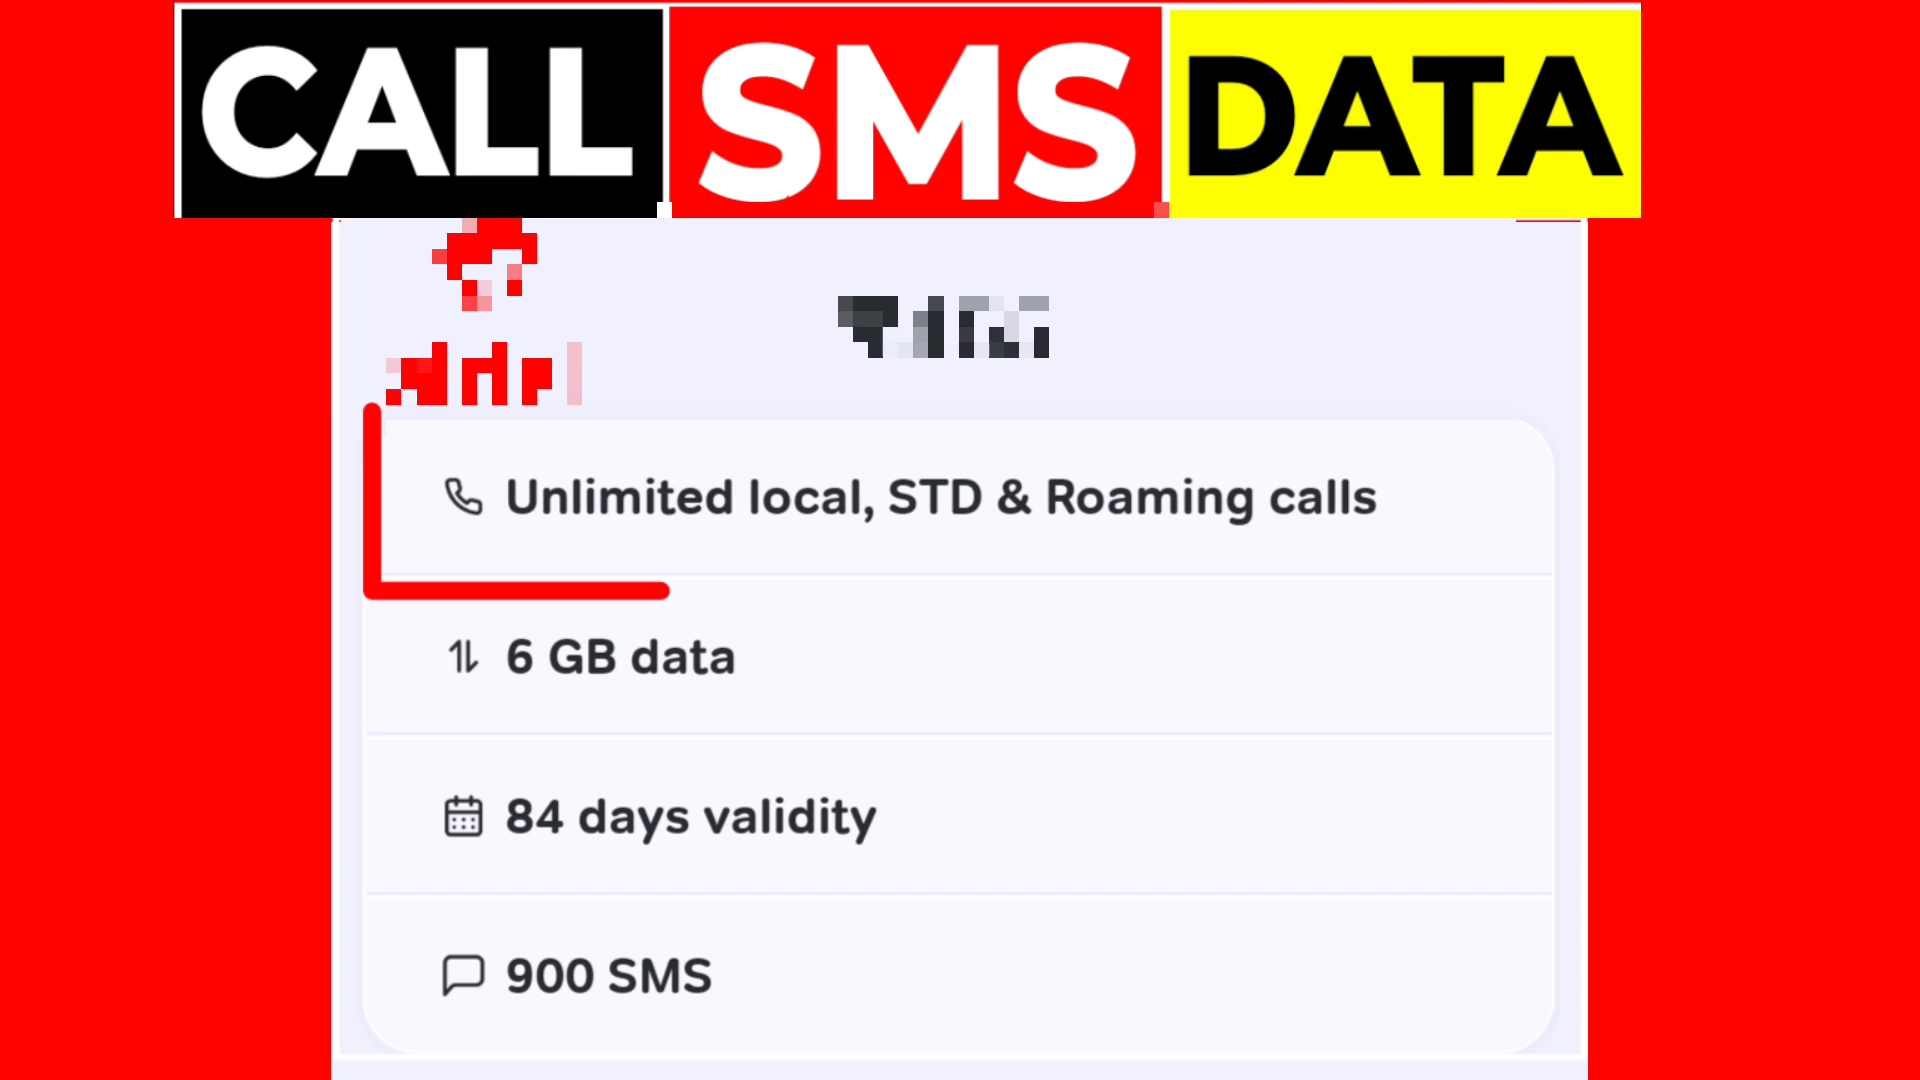 CALL SMS DATA
Unlimited local, STD & Roaming calls
6 GB data
84 days validity
900 SMS